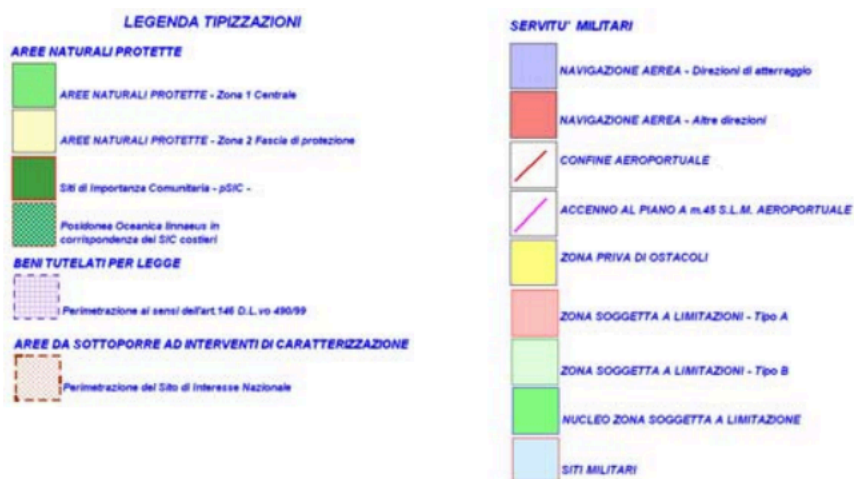 LEGENDA TIPIZZAZIONI
AREE NATURALI PROTETTE
AREE NATURALI PROTETTE - Zona 1 Centrale
AREE NATURALI PROTETTE - Zona 2 Fascia di protezione
Siti di Importanza Comunitaria - pSIC -
Posidonea Oceanica linnaeus in
corrispondenza dei SIC costieri
BENI TUTELATI PER LEGGE
Perimetrazione ai sensi dell'art.146 D.L.vo 490/99
AREE DA SOTTOPORRE AD INTERVENTI DI CARATTERIZZAZIONE
Perimetrazione del Sito di Interesse Nazionale
SERVITU' MILITARI
NAVIGAZIONE AEREA - Direzioni di atterraggio
NAVIGAZIONE AEREA - Altre direzioni
CONFINE AEROPORTUALE
ACCENNO AL PIANO A m.45 S.L.M. AEROPORTUALE
ZONA PRIVA DI OSTACOLI
ZONA SOGGETTA A LIMITAZIONI - Tipo A
ZONA SOGGETTA A LIMITAZIONI - Tipo B
NUCLEO ZONA SOGGETTA A LIMITAZIONE
SITI MILITARI